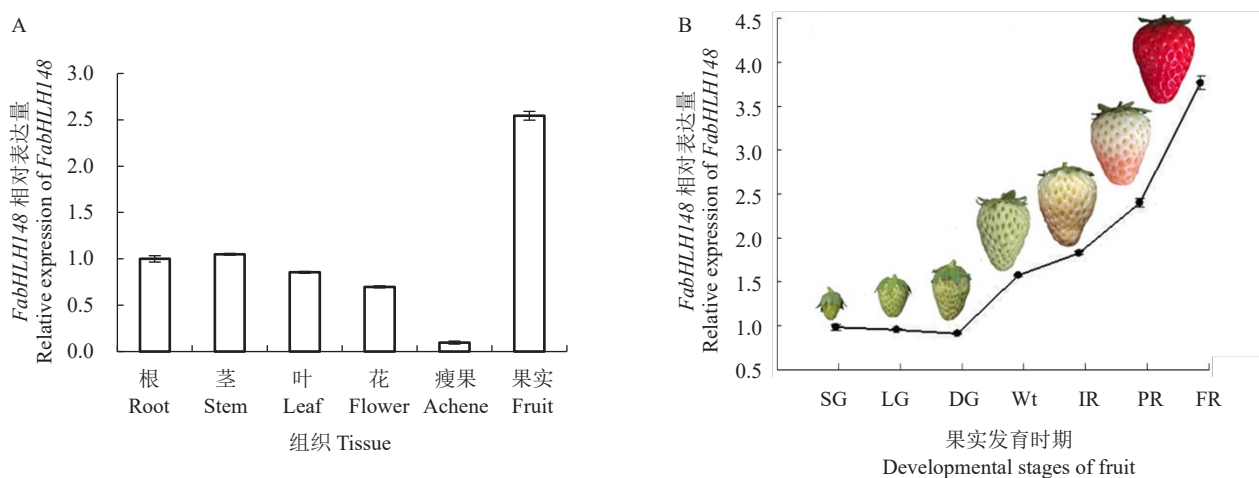 A
FabHLH148 相对表达量
Relative expression of FabHLH148
3.0
2.5
2.0
1.5
1.0
0.5
0.0
根 茎 叶 花 瘦果 果实
Root Stem Leaf Flower Achene Fruit
组织 Tissue
B
FabHLH148 相对表达量
Relative expression of FabHLH148
4.5
4.0
3.5
3.0
2.5
2.0
1.5
1.0
0.5
SG LG DG Wt IR PR FR
果实发育时期
Developmental stages of fruit